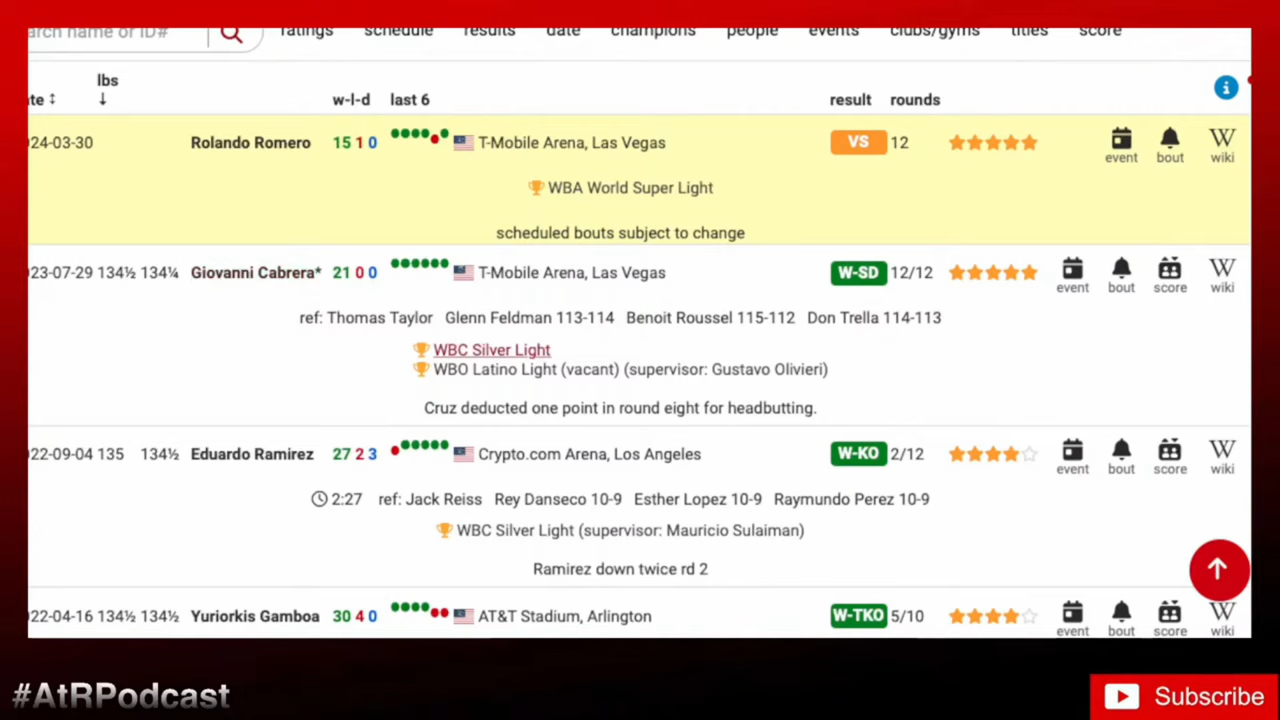 arch name or ID# ratings schedule results date champions people events clubs/gyms titles score
lbs
te w-l-d last 6 result rounds
24-03-30 Rolando Romero 15 1 0 T-Mobile Arena, Las Vegas VS 12
event bout wiki
WBA World Super Light
scheduled bouts subject to change
23-07-29 134½ 134¼ Giovanni Cabrera* 21 0 0 T-Mobile Arena, Las Vegas W-SD 12/12
event bout score wiki
ref: Thomas Taylor Glenn Feldman 113-114 Benoit Roussel 115-112 Don Trella 114-113
WBC Silver Light
WBO Latino Light (vacant) (supervisor: Gustavo Olivieri)
Cruz deducted one point in round eight for headbutting.
22-09-04 135 134½ Eduardo Ramirez 27 2 3 Crypto.com Arena, Los Angeles W-KO 2/12
event bout score wiki
2:27 ref: Jack Reiss Rey Danseco 10-9 Esther Lopez 10-9 Raymundo Perez 10-9
WBC Silver Light (supervisor: Mauricio Sulaiman)
Ramirez down twice rd 2
22-04-16 134½ 134½ Yuriorkis Gamboa 30 4 0 AT&T Stadium, Arlington W-TKO 5/10
event bout score wiki
#AtRPodcast
Subscribe